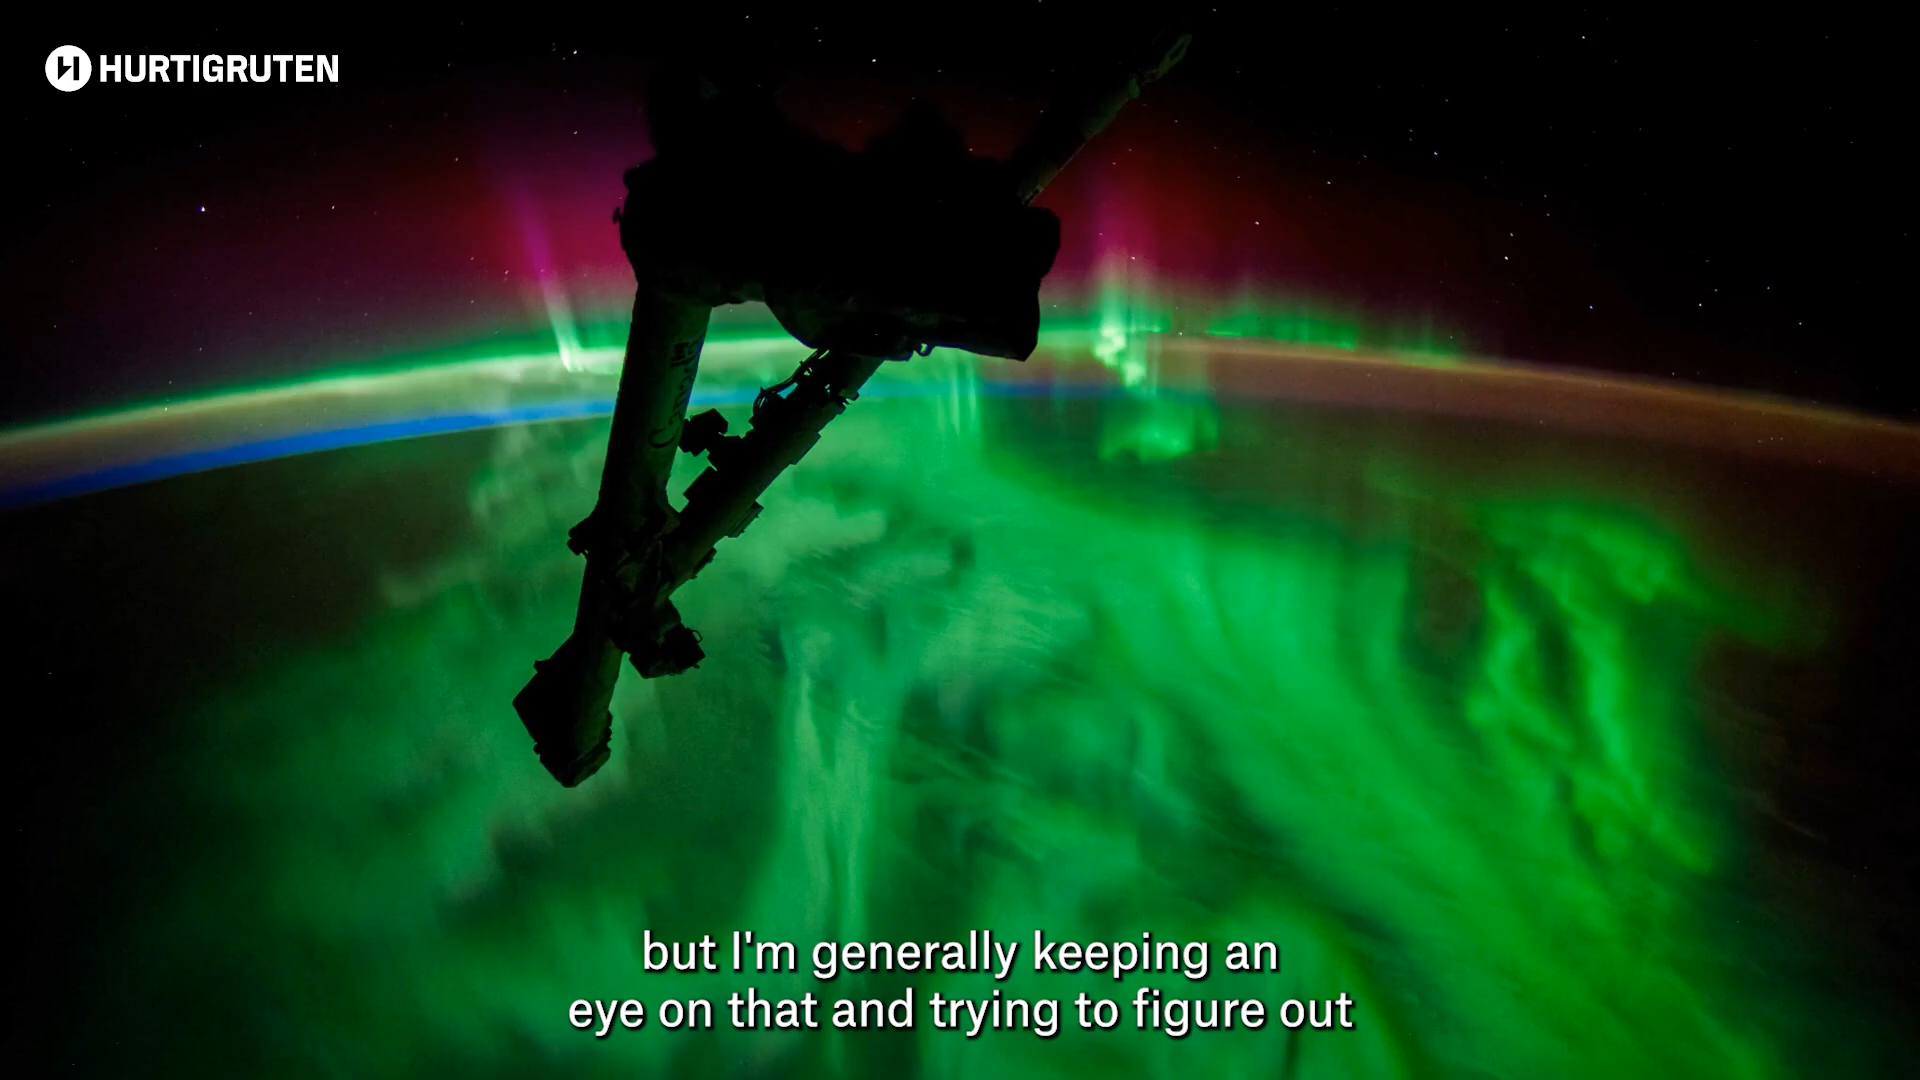 HURTIGRUTEN
but I'm generally keeping an
eye on that and trying to figure out